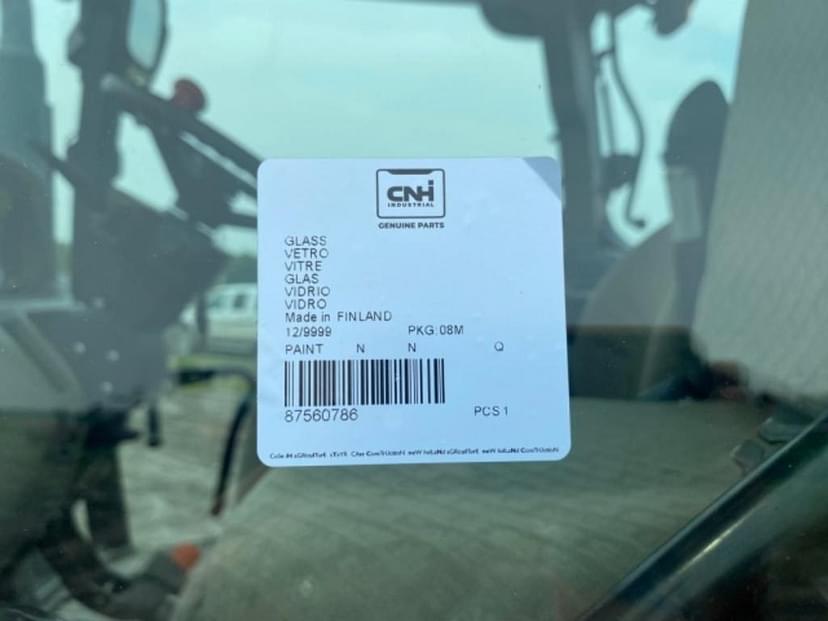 CNH
INDUSTRIAL
GENUINE PARTS
GLASS
VETRO
VITRE
GLAS
VIDRIO
VIDRO
Made in FINLAND
12/9999 PKG:08M
PAINT N N Q
87560786
PCS 1